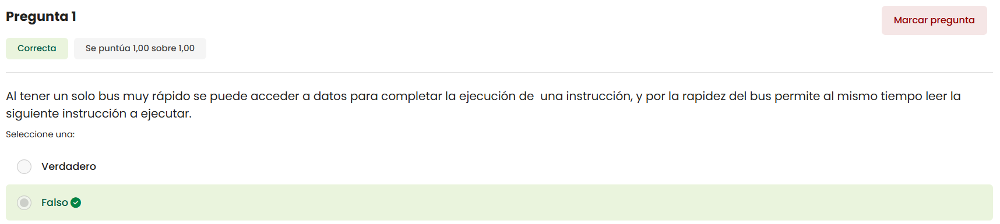 Pregunta 1
Marcar pregunta
Correcta
Se puntúa 1,00 sobre 1,00
Al tener un solo bus muy rápido se puede acceder a datos para completar la ejecución de  una instrucción, y por la rapidez del bus permite al mismo tiempo leer la
siguiente instrucción a ejecutar.
Seleccione una:
Verdadero
Falso